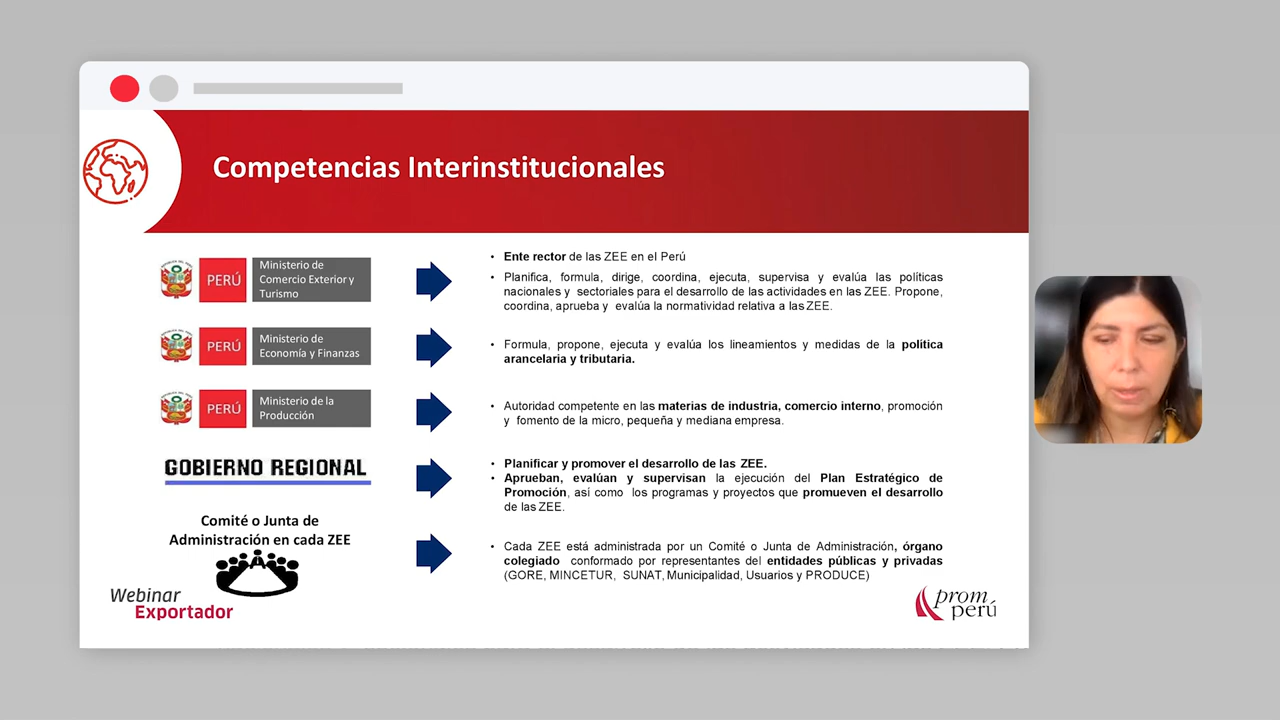 Competencias Interinstitucionales
PERÚ
Ministerio de
Comercio Exterior y
Turismo
• Ente rector de las ZEE en el Perú
• Planifica, formula, dirige, coordina, ejecuta, supervisa y evalúa las políticas
nacionales y sectoriales para el desarrollo de las actividades en las ZEE. Propone,
coordina, aprueba y evalúa la normatividad relativa a las ZEE.
PERÚ
Ministerio de
Economía y Finanzas
• Formula, propone, ejecuta y evalúa los lineamientos y medidas de la política
arancelaria y tributaria.
PERÚ
Ministerio de la
Producción
• Autoridad competente en las materias de industria, comercio interno, promoción
y fomento de la micro, pequeña y mediana empresa.
GOBIERNO REGIONAL
• Planificar y promover el desarrollo de las ZEE.
• Aprueban, evalúan y supervisan la ejecución del Plan Estratégico de
Promoción, así como los programas y proyectos que promueven el desarrollo
de las ZEE.
Comité o Junta de
Administración en cada ZEE
• Cada ZEE está administrada por un Comité o Junta de Administración, órgano
colegiado conformado por representantes del entidades públicas y privadas
(GORE, MINCETUR, SUNAT, Municipalidad, Usuarios y PRODUCE)
Webinar
Exportador
prom
perú